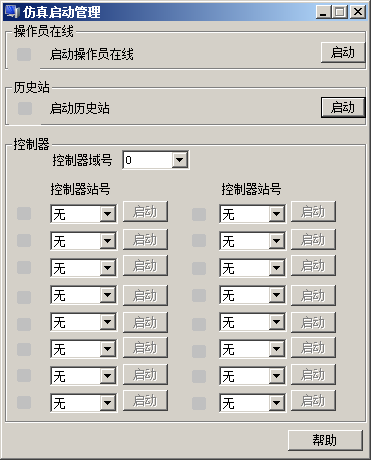 仿真启动管理
操作员在线
启动操作员在线 启动
历史站
启动历史站 启动
控制器
控制器域号 0
控制器站号 控制器站号
无 启动 无 启动
无 启动 无 启动
无 启动 无 启动
无 启动 无 启动
无 启动 无 启动
无 启动 无 启动
无 启动 无 启动
无 启动 无 启动
帮助